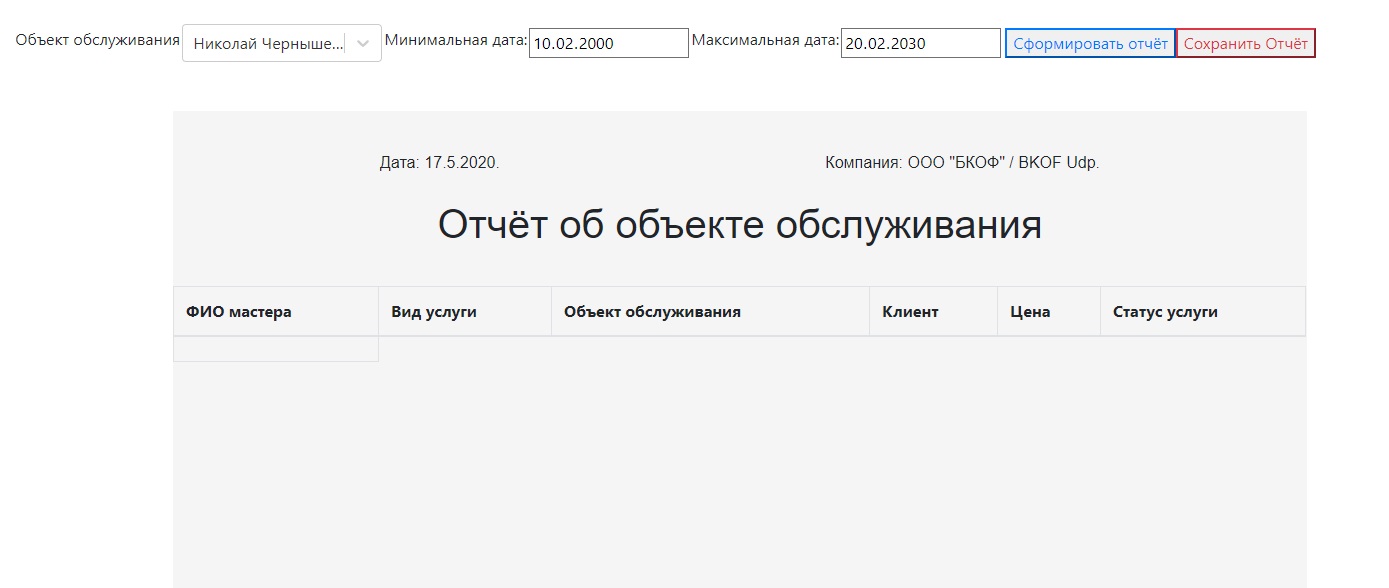 Объект обслуживания Николай Черныше... Минимальная дата: 10.02.2000 Максимальная дата: 20.02.2030 Сформировать отчёт Сохранить Отчёт
Дата: 17.5.2020. Компания: ООО "БКОФ" / BKOF Udp.
Отчёт об объекте обслуживания
ФИО мастера Вид услуги Объект обслуживания Клиент Цена Статус услуги